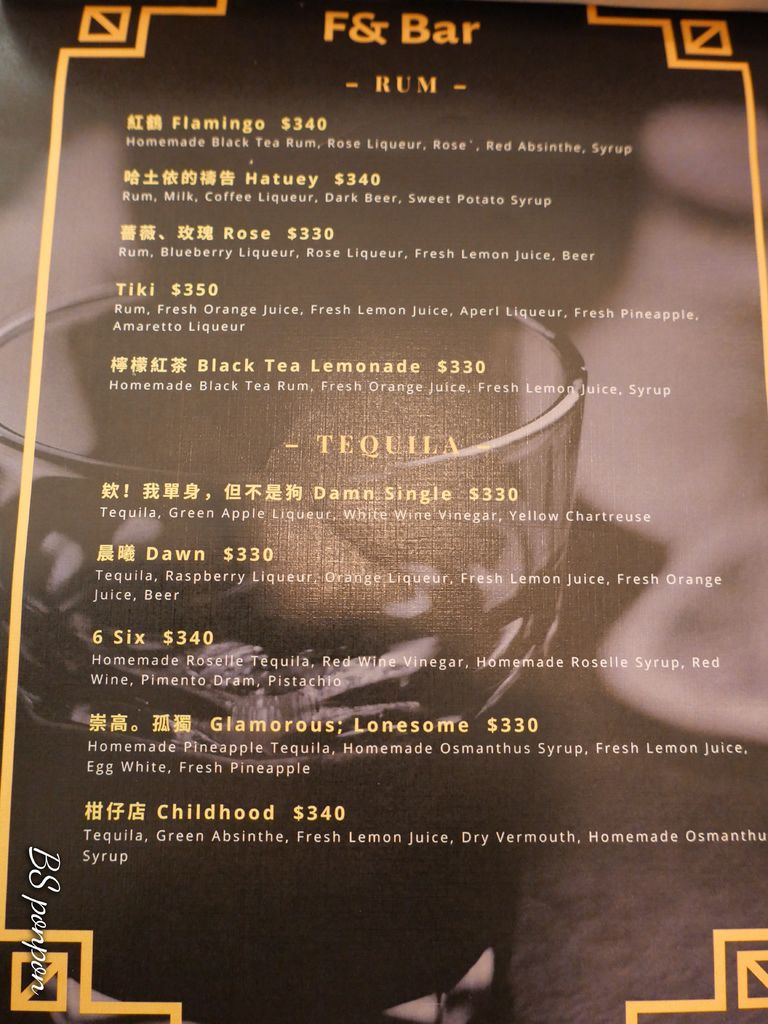 F& Bar
– RUM –
紅鶴 Flamingo $340
Homemade Black Tea Rum, Rose Liqueur, Rose`, Red Absinthe, Syrup
哈土依的禱告 Hatuey $340
Rum, Milk, Coffee Liqueur, Dark Beer, Sweet Potato Syrup
薔薇、玫瑰 Rose $330
Rum, Blueberry Liqueur, Rose Liqueur, Fresh Lemon Juice, Beer
Tiki $350
Rum, Fresh Orange Juice, Fresh Lemon Juice, Aperl Liqueur, Fresh Pineapple,
Amaretto Liqueur
檸檬紅茶 Black Tea Lemonade $330
Homemade Black Tea Rum, Fresh Orange Juice, Fresh Lemon Juice, Syrup
– TEQUILA –
欸！我單身，但不是狗 Damn Single $330
Tequila, Green Apple Liqueur, White Wine Vinegar, Yellow Chartreuse
晨曦 Dawn $330
Tequila, Raspberry Liqueur, Orange Liqueur, Fresh Lemon Juice, Fresh Orange
Juice, Beer
6 Six $340
Homemade Roselle Tequila, Red Wine Vinegar, Homemade Roselle Syrup, Red
Wine, Pimento Dram, Pistachio
崇高。孤獨 Glamorous; Lonesome $330
Homemade Pineapple Tequila, Homemade Osmanthus Syrup, Fresh Lemon Juice,
Egg White, Fresh Pineapple
柑仔店 Childhood $340
Tequila, Green Absinthe, Fresh Lemon Juice, Dry Vermouth, Homemade Osmanthu
Syrup
BS ponpon